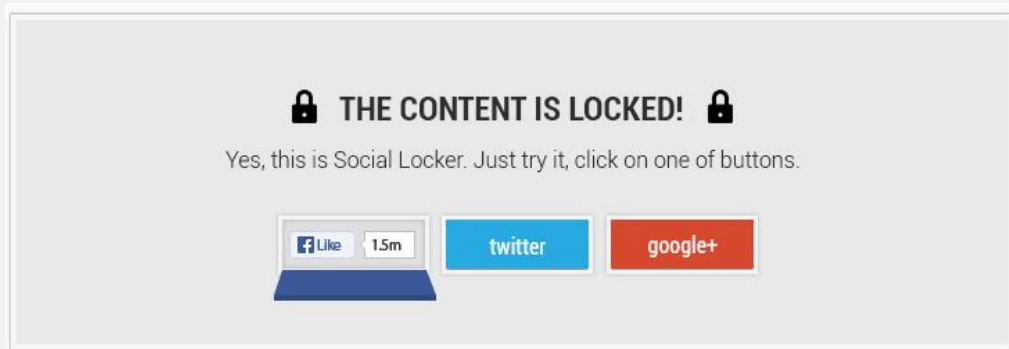 THE CONTENT IS LOCKED!
Yes, this is Social Locker. Just try it, click on one of buttons.
Like 1.5m twitter google+